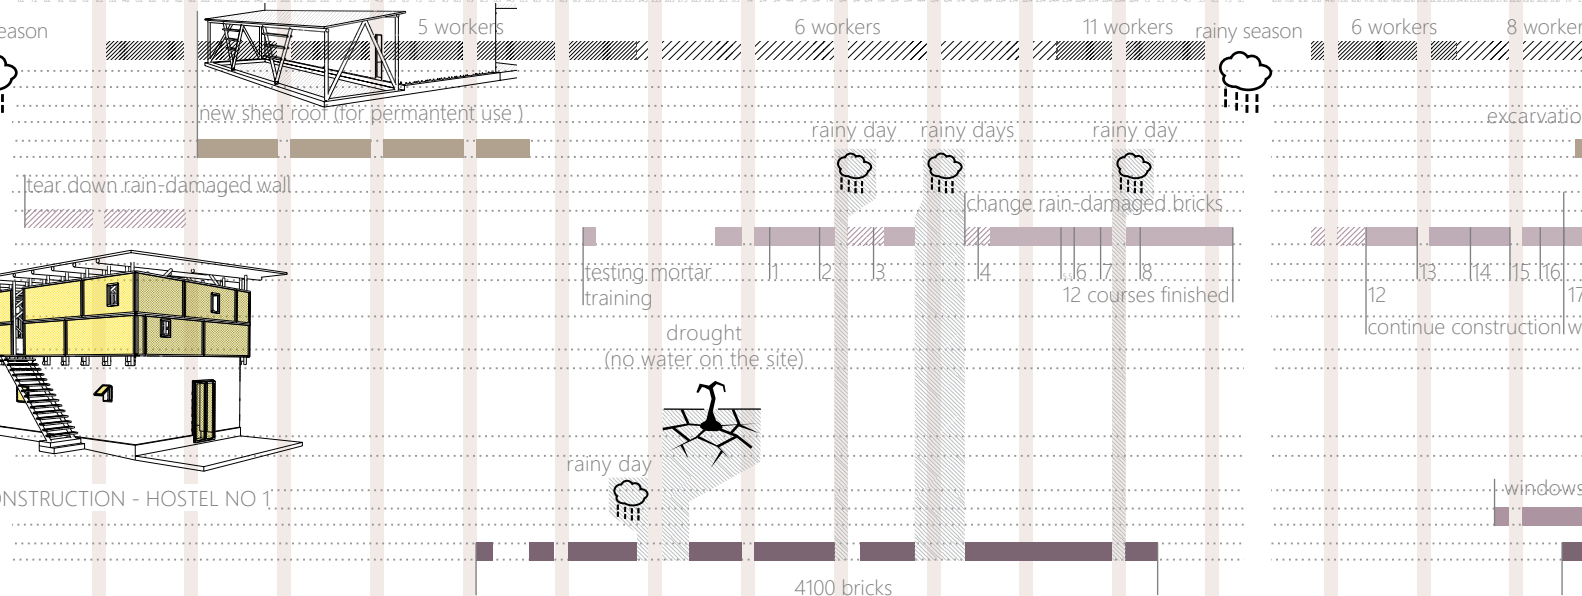 eason
5 workers
6 workers
11 workers
rainy season
6 workers
8 worker
new shed roof (for permantent use )
excarvatio
rainy day
rainy days
rainy day
tear down rain-damaged wall
change rain-damaged bricks
testing mortar
training
1
2
3
4
6
7
8
12 courses finished
12
13
14
15
16
17
continue construction
w
drought
(no water on the site)
rainy day
ONSTRUCTION - HOSTEL NO 1
windows
4100 bricks